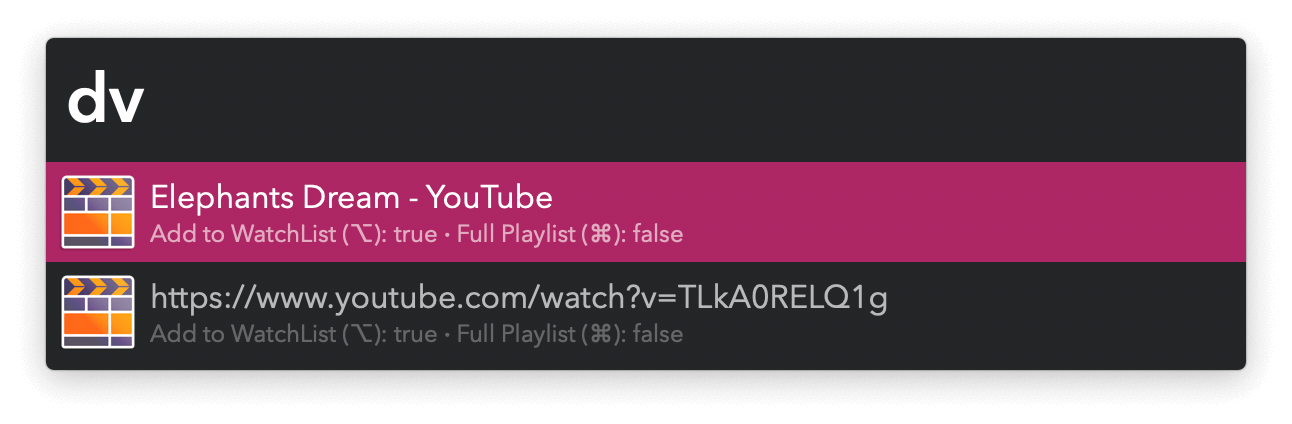 dv
Elephants Dream - YouTube
Add to WatchList (⌥): true · Full Playlist (⌘): false
https://www.youtube.com/watch?v=TLkA0RELQ1g
Add to WatchList (⌥): true · Full Playlist (⌘): false